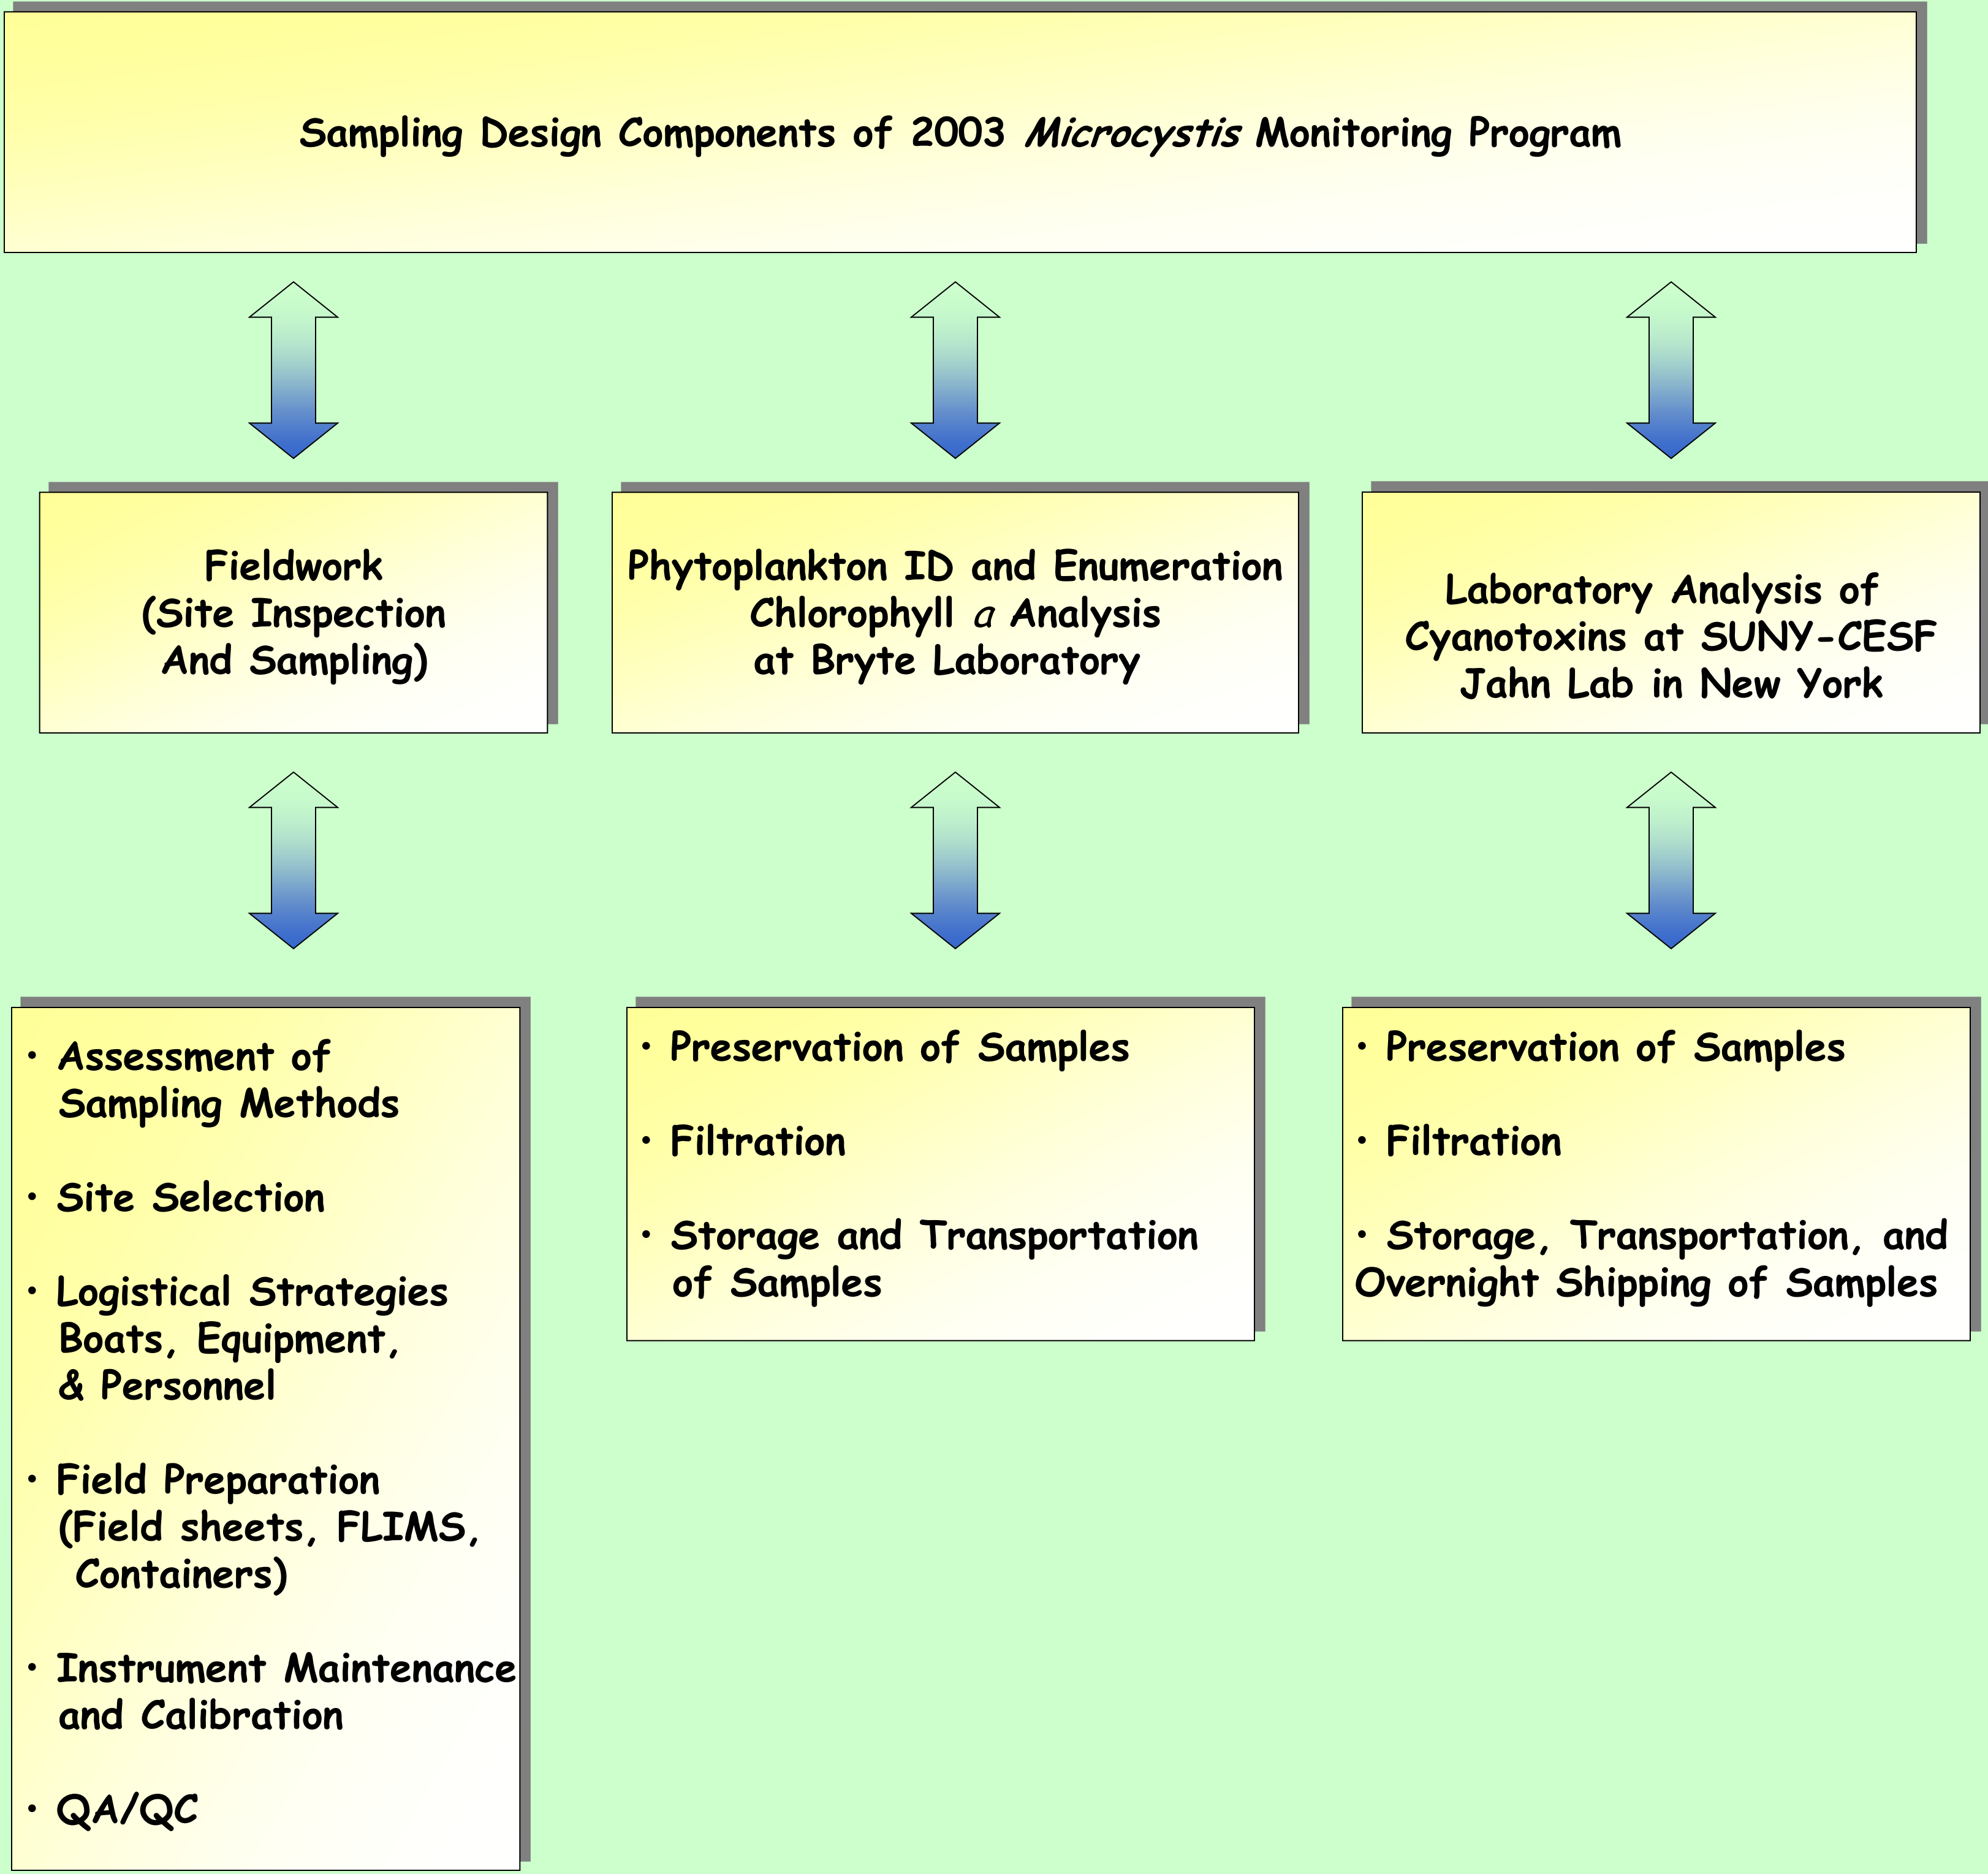 Sampling Design Components of 2003 Microcystis Monitoring Program
Fieldwork
(Site Inspection
And Sampling)
Phytoplankton ID and Enumeration
Chlorophyll a Analysis
at Bryte Laboratory
Laboratory Analysis of
Cyanotoxins at SUNY-CESF
Jahn Lab in New York
• Assessment of
Sampling Methods
• Site Selection
• Logistical Strategies
Boats, Equipment,
& Personnel
• Field Preparation
(Field sheets, FLIMS,
Containers)
• Instrument Maintenance
and Calibration
• QA/QC
• Preservation of Samples
• Filtration
• Storage and Transportation
of Samples
• Preservation of Samples
• Filtration
• Storage, Transportation, and
Overnight Shipping of Samples